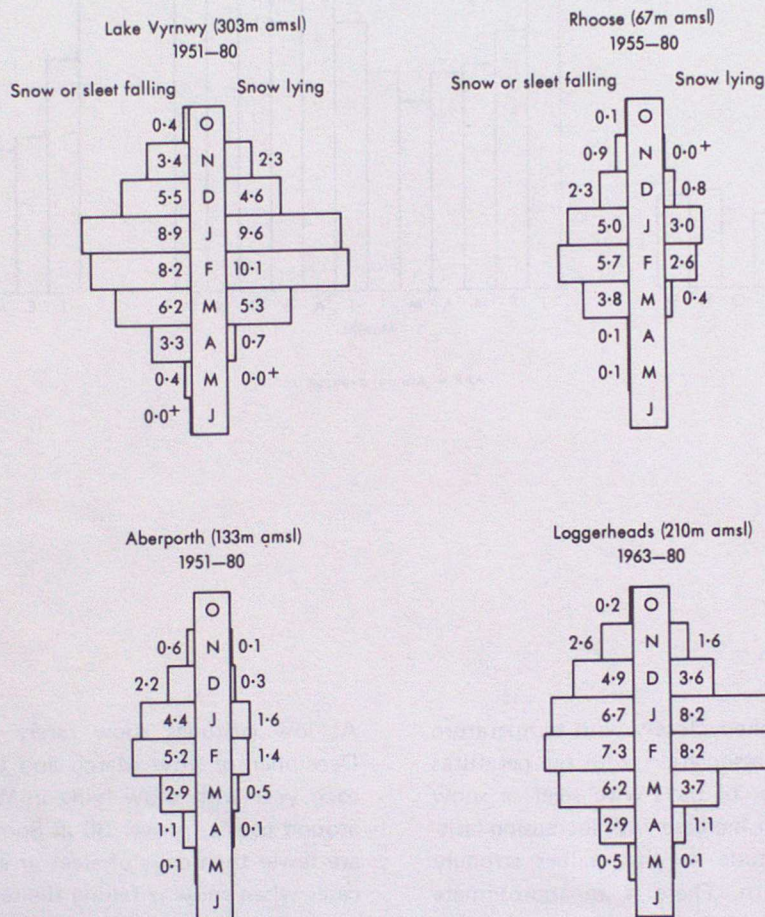 Lake Vyrnwy (303m amsl)
1951—80
Snow or sleet falling Snow lying
0·4 O
3·4 N 2·3
5·5 D 4·6
8·9 J 9·6
8·2 F 10·1
6·2 M 5·3
3·3 A 0·7
0·4 M 0·0+
0·0+ J
Rhoose (67m amsl)
1955—80
Snow or sleet falling Snow lying
0·1 O
0·9 N 0·0+
2·3 D 0·8
5·0 J 3·0
5·7 F 2·6
3·8 M 0·4
0·1 A
0·1 M
J
Aberporth (133m amsl)
1951—80
O
0·6 N 0·1
2·2 D 0·3
4·4 J 1·6
5·2 F 1·4
2·9 M 0·5
1·1 A 0·1
0·1 M
J
Loggerheads (210m amsl)
1963—80
0·2 O
2·6 N 1·6
4·9 D 3·6
6·7 J 8·2
7·3 F 8·2
6·2 M 3·7
2·9 A 1·1
0·5 M 0·1
J